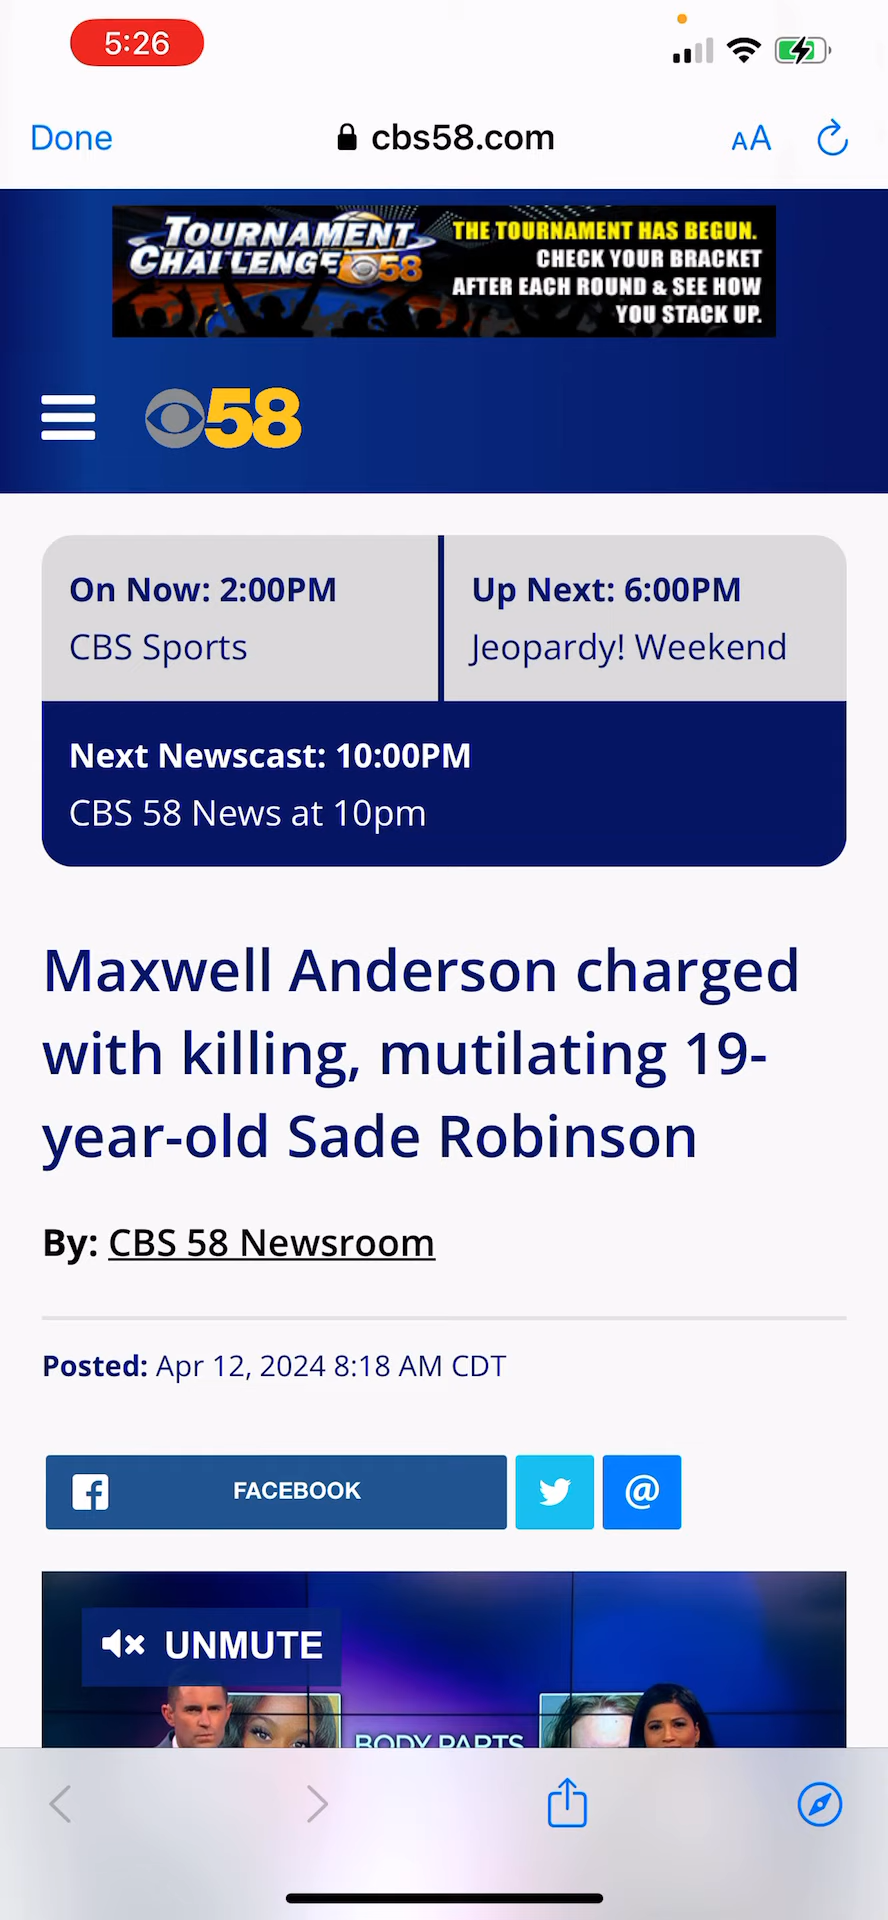 5:26
Done
cbs58.com
AA
TOURNAMENT
CHALLENGE 58
THE TOURNAMENT HAS BEGUN.
CHECK YOUR BRACKET
AFTER EACH ROUND & SEE HOW
YOU STACK UP.
58
On Now: 2:00PM
CBS Sports
Up Next: 6:00PM
Jeopardy! Weekend
Next Newscast: 10:00PM
CBS 58 News at 10pm
Maxwell Anderson charged
with killing, mutilating 19-
year-old Sade Robinson
By: CBS 58 Newsroom
Posted: Apr 12, 2024 8:18 AM CDT
FACEBOOK
@
UNMUTE
BODY PARTS